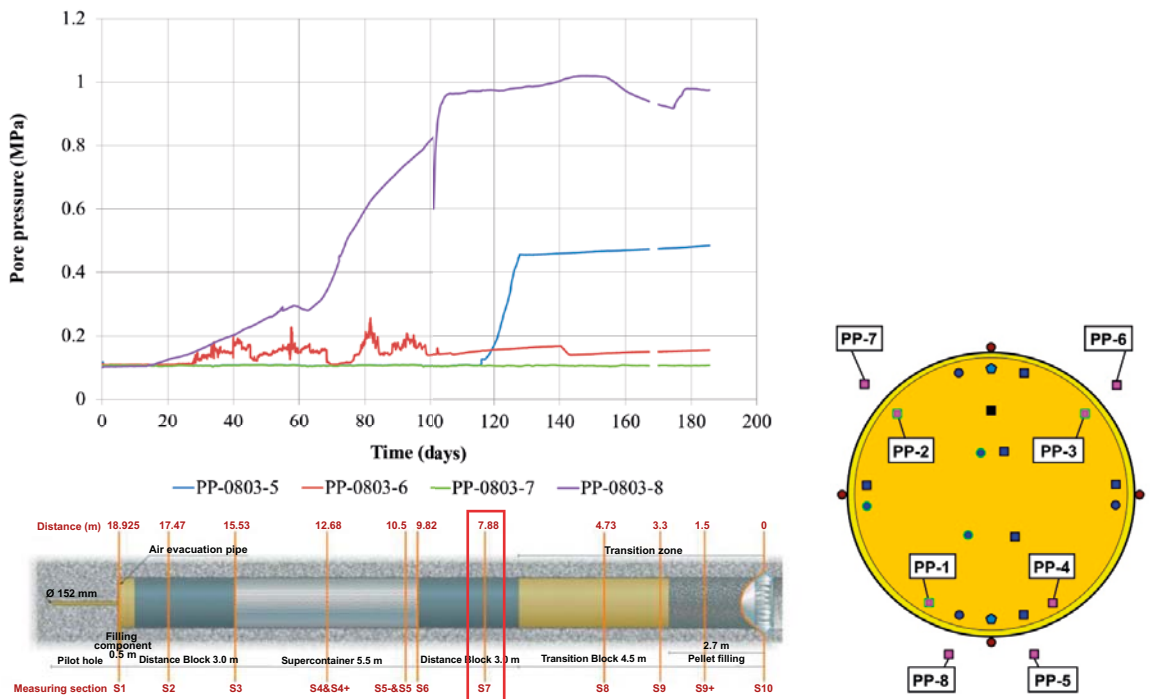 1.2
1
0.8
0.6
0.4
0.2
0
Pore pressure (MPa)
0 20 40 60 80 100 120 140 160 180 200
Time (days)
PP-0803-5 PP-0803-6 PP-0803-7 PP-0803-8
Distance (m) 18.925 17.47 15.53 12.68 10.5 9.82 7.88 4.73 3.3 1.5 0
Air evacuation pipe Transition zone
Ø 152 mm
Filling
component
0.5 m
2.7 m
Pilot hole Distance Block 3.0 m Supercontainer 5.5 m Distance Block 3.0 m Transition Block 4.5 m Pellet filling
Measuring section S1 S2 S3 S4&S4+ S5-&S5 S6 S7 S8 S9 S9+ S10
PP-7 PP-6
PP-2 PP-3
PP-1 PP-4
PP-8 PP-5